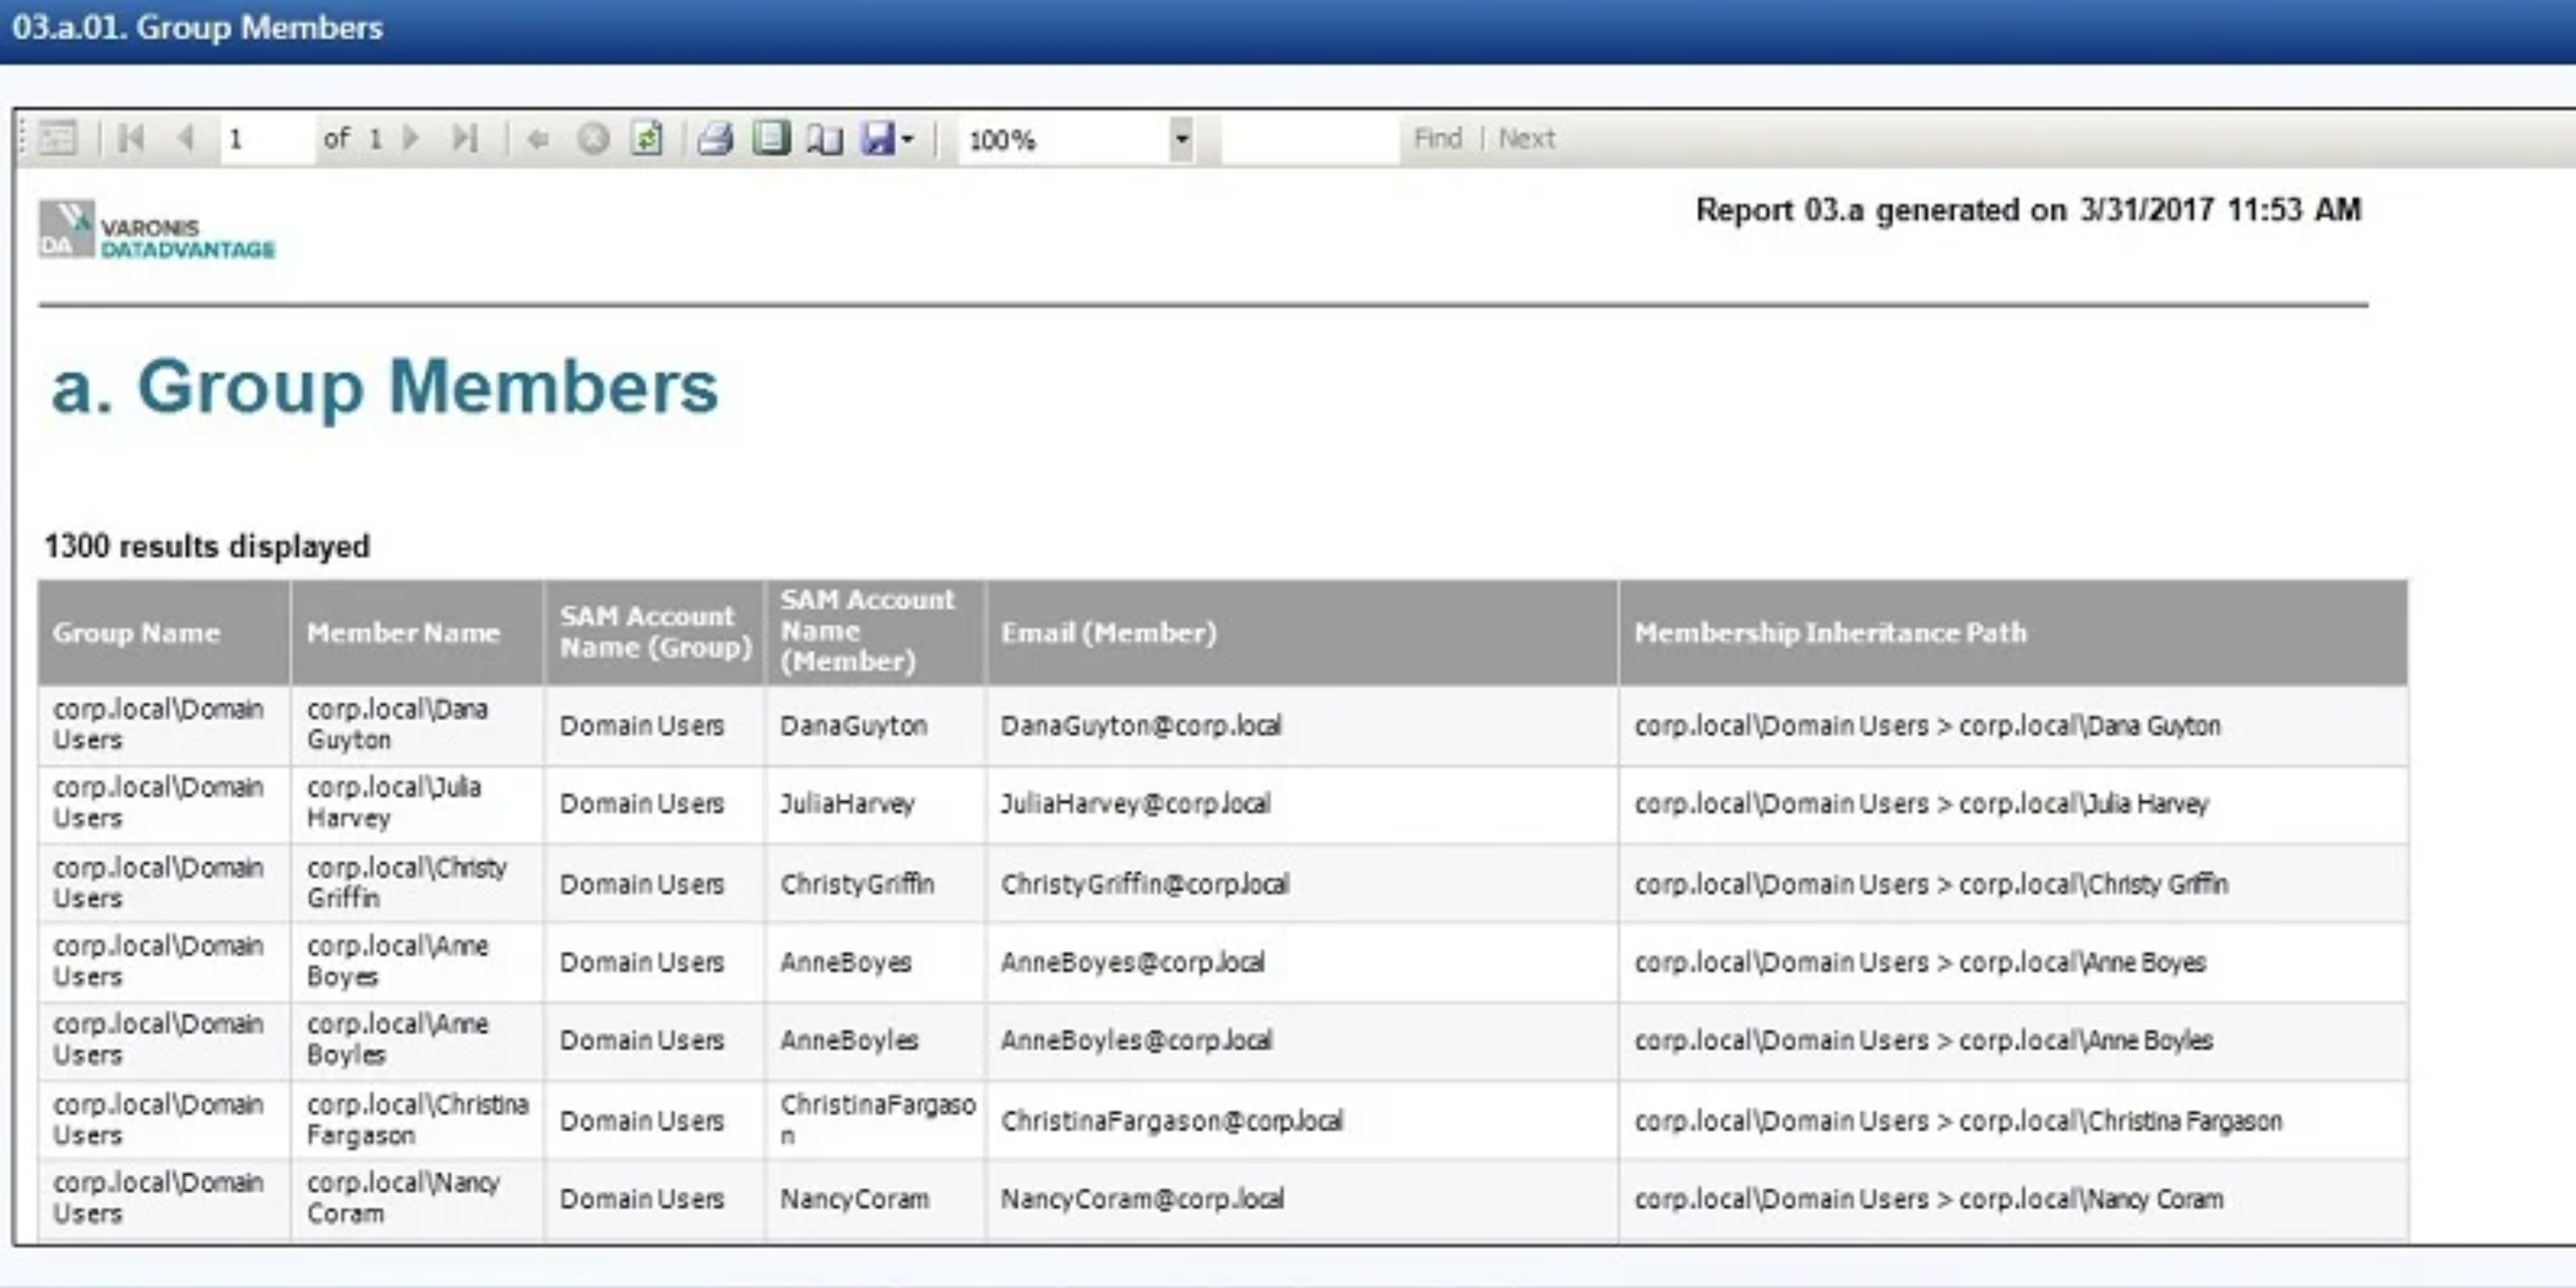 03.a.01. Group Members
1 of 1 100% Find | Next
DA VARONIS
DATADVANTAGE
Report 03.a generated on 3/31/2017 11:53 AM
a. Group Members
1300 results displayed
Group Name Member Name SAM Account Name (Group) SAM Account Name (Member) Email (Member) Membership Inheritance Path
corp.local\Domain Users corp.local\Dana Guyton Domain Users DanaGuyton DanaGuyton@corp.local corp.local\Domain Users > corp.local\Dana Guyton
corp.local\Domain Users corp.local\Julia Harvey Domain Users JuliaHarvey JuliaHarvey@corp.local corp.local\Domain Users > corp.local\Julia Harvey
corp.local\Domain Users corp.local\Christy Griffin Domain Users ChristyGriffin ChristyGriffin@corp.local corp.local\Domain Users > corp.local\Christy Griffin
corp.local\Domain Users corp.local\Anne Boyes Domain Users AnneBoyes AnneBoyes@corp.local corp.local\Domain Users > corp.local\Anne Boyes
corp.local\Domain Users corp.local\Anne Boyles Domain Users AnneBoyles AnneBoyles@corp.local corp.local\Domain Users > corp.local\Anne Boyles
corp.local\Domain Users corp.local\Christina Fargason Domain Users ChristinaFargason ChristinaFargason@corp.local corp.local\Domain Users > corp.local\Christina Fargason
corp.local\Domain Users corp.local\Nancy Coram Domain Users NancyCoram NancyCoram@corp.local corp.local\Domain Users > corp.local\Nancy Coram